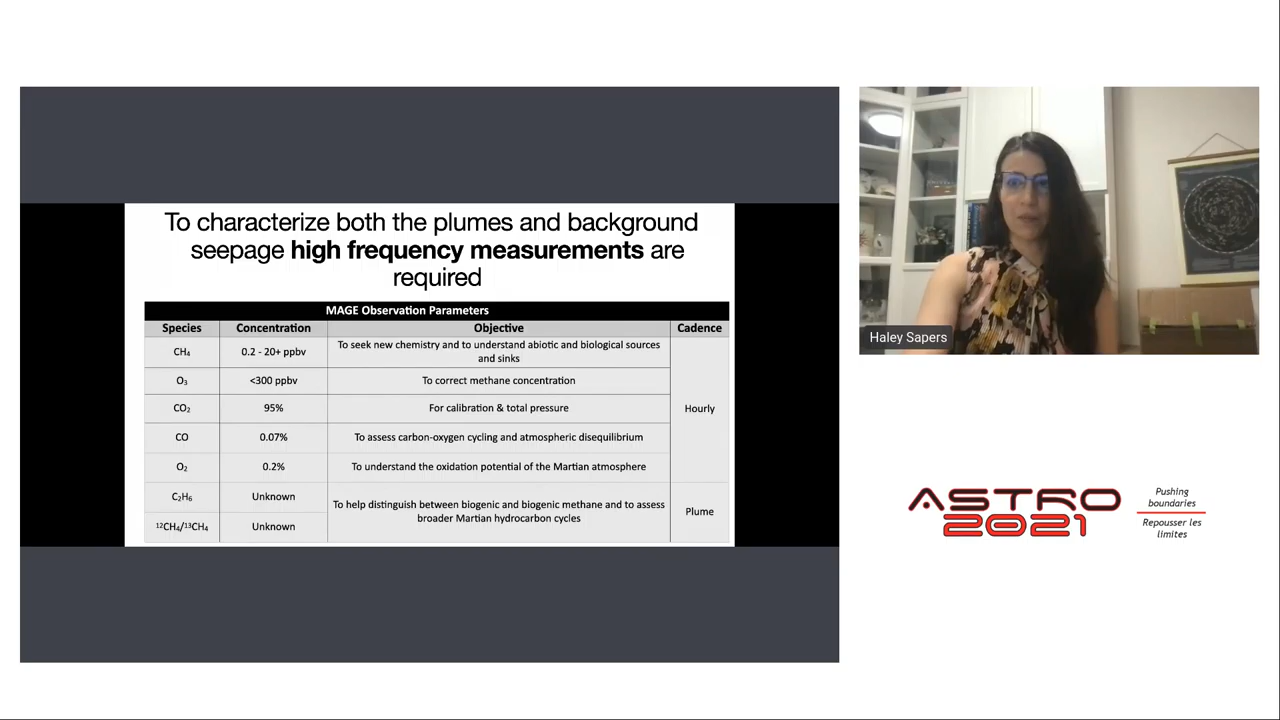 To characterize both the plumes and background
seepage high frequency measurements are
required
MAGE Observation Parameters
Species Concentration Objective Cadence
CH₄ 0.2 - 20+ ppbv To seek new chemistry and to understand abiotic and biological sources
and sinks
O₃ <300 ppbv To correct methane concentration
CO₂ 95% For calibration & total pressure
Hourly
CO 0.07% To assess carbon-oxygen cycling and atmospheric disequilibrium
O₂ 0.2% To understand the oxidation potential of the Martian atmosphere
C₂H₆ Unknown To help distinguish between biogenic and biogenic methane and to assess
broader Martian hydrocarbon cycles
Plume
¹²CH₄/¹³CH₄ Unknown
Haley Sapers
ASTRO
2021
Pushing
boundaries
Repousser les
limites